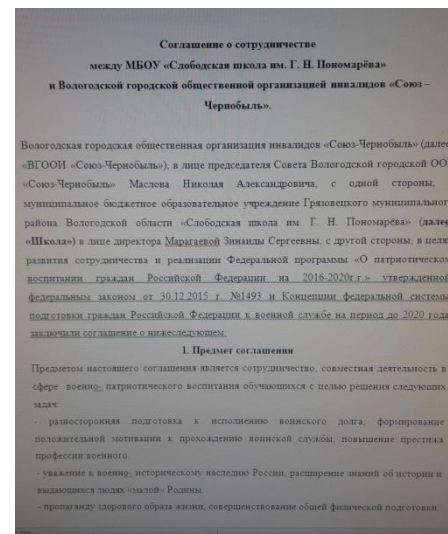 Соглашение о сотрудничестве
между МБОУ «Слободская школа им. Г. Н. Пономарёва»
и Вологодской городской общественной организацией инвалидов «Союз –
Чернобыль».
Вологодская городская общественная организация инвалидов «Союз-Чернобыль» (далее
«ВГООИ «Союз-Чернобыль»), в лице председателя Совета Вологодской городской ОО
«Союз-Чернобыль» Маслова Николая Александровича, с одной стороны,
муниципальное бюджетное образовательное учреждение Грязовецкого муниципального
района Вологодской области «Слободская школа им. Г. Н. Пономарёва» (далее
«Школа») в лице директора Марагаевой Зинаиды Сергеевны, с другой стороны, в целях
развития сотрудничества и реализации Федеральной программы «О патриотическом
воспитании граждан Российской Федерации на 2016-2020г.г.» утвержденной
федеральным законом от 30.12.2015 г. №1493 и Концепции федеральной системы
подготовки граждан Российской Федерации к военной службе на период до 2020 года
заключили соглашение о нижеследующем:
1. Предмет соглашения
Предметом настоящего соглашения является сотрудничество, совместная деятельность в
сфере военно- патриотического воспитания обучающихся с целью решения следующих
задач:
- разносторонняя подготовка к исполнению воинского долга, формирование
положительной мотивации к прохождению воинской службы, повышение престижа
профессии военного.
- уважение к военно- историческому наследию России, расширение знаний об истории и
выдающихся людях «малой» Родины.
- пропаганду здорового образа жизни, совершенствование общей физической подготовки